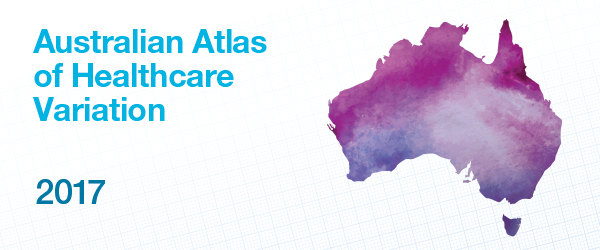 Australian Atlas
of Healthcare
Variation
2017